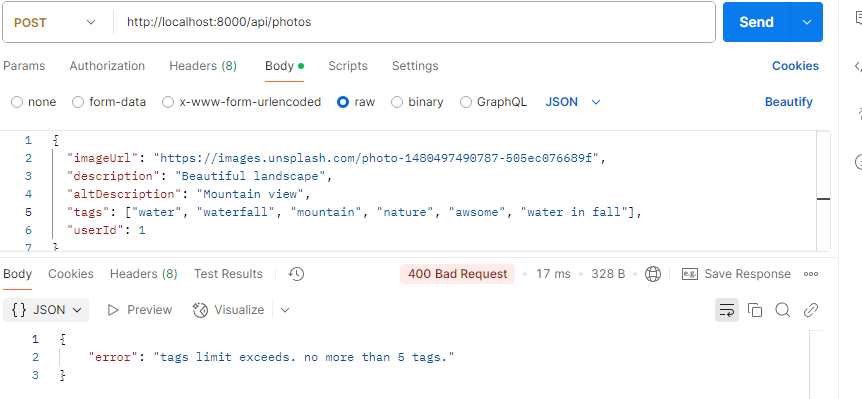 POST http://localhost:8000/api/photos Send
Params Authorization Headers (8) Body Scripts Settings Cookies
none form-data x-www-form-urlencoded raw binary GraphQL JSON Beautify
1 {
2 "imageUrl": "https://images.unsplash.com/photo-1480497490787-505ec076689f",
3 "description": "Beautiful landscape",
4 "altDescription": "Mountain view",
5 "tags": ["water", "waterfall", "mountain", "nature", "awsome", "water in fall"],
6 "userId": 1
7 }
Body Cookies Headers (8) Test Results 400 Bad Request • 17 ms • 328 B • e.g. Save Response
{} JSON Preview Visualize
1 {
2 "error": "tags limit exceeds. no more than 5 tags."
3 }